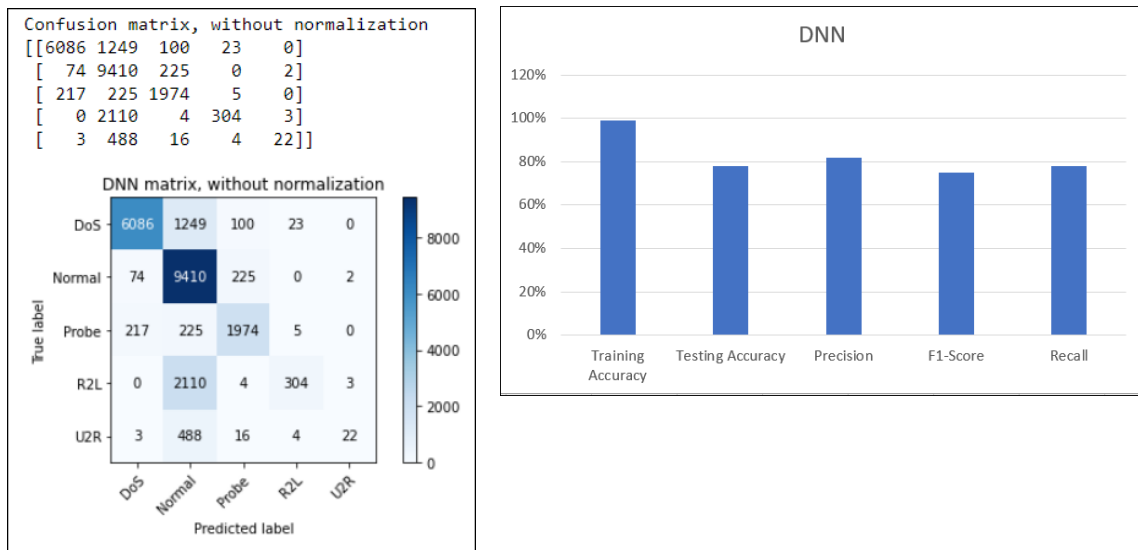 Confusion matrix, without normalization
[[6086 1249 100 23 0]
[ 74 9410 225 0 2]
[ 217 225 1974 5 0]
[ 0 2110 4 304 3]
[ 3 488 16 4 22]]
DNN matrix, without normalization
DoS 6086 1249 100 23 0
8000
Normal 74 9410 225 0 2
6000
True label
Probe 217 225 1974 5 0
4000
R2L 0 2110 4 304 3
2000
U2R 3 488 16 4 22
0
DoS Normal Probe R2L U2R
Predicted label
DNN
120%
100%
80%
60%
40%
20%
0%
Training Testing Accuracy Precision F1-Score Recall
Accuracy